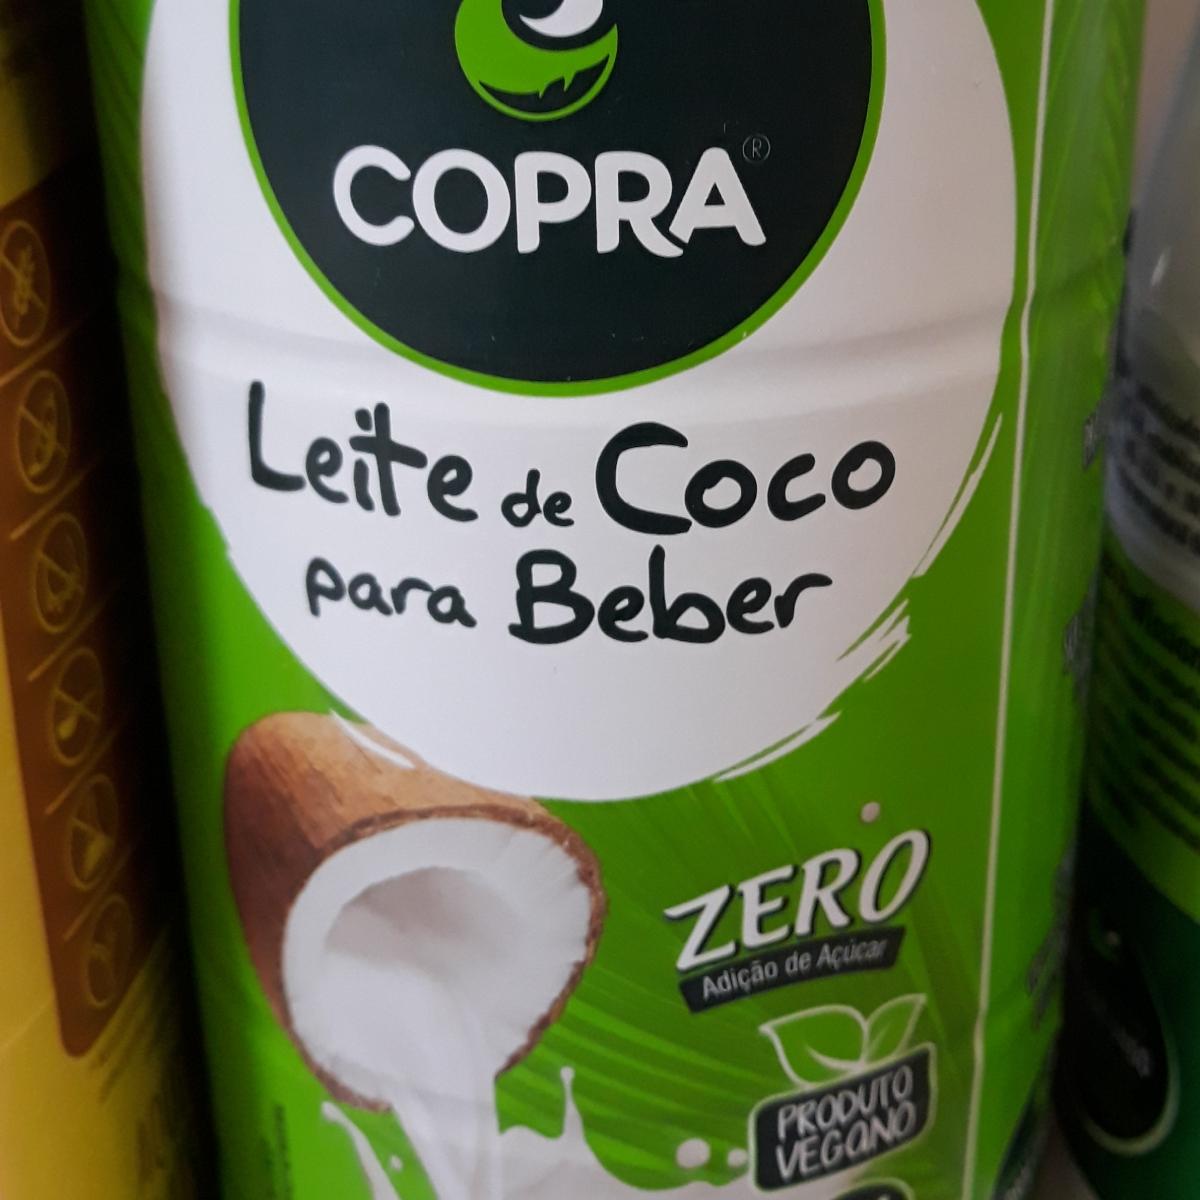 COPRA®
Leite de Coco
para Beber
ZERO
Adição de Açúcar
PRODUTO
VEGANO